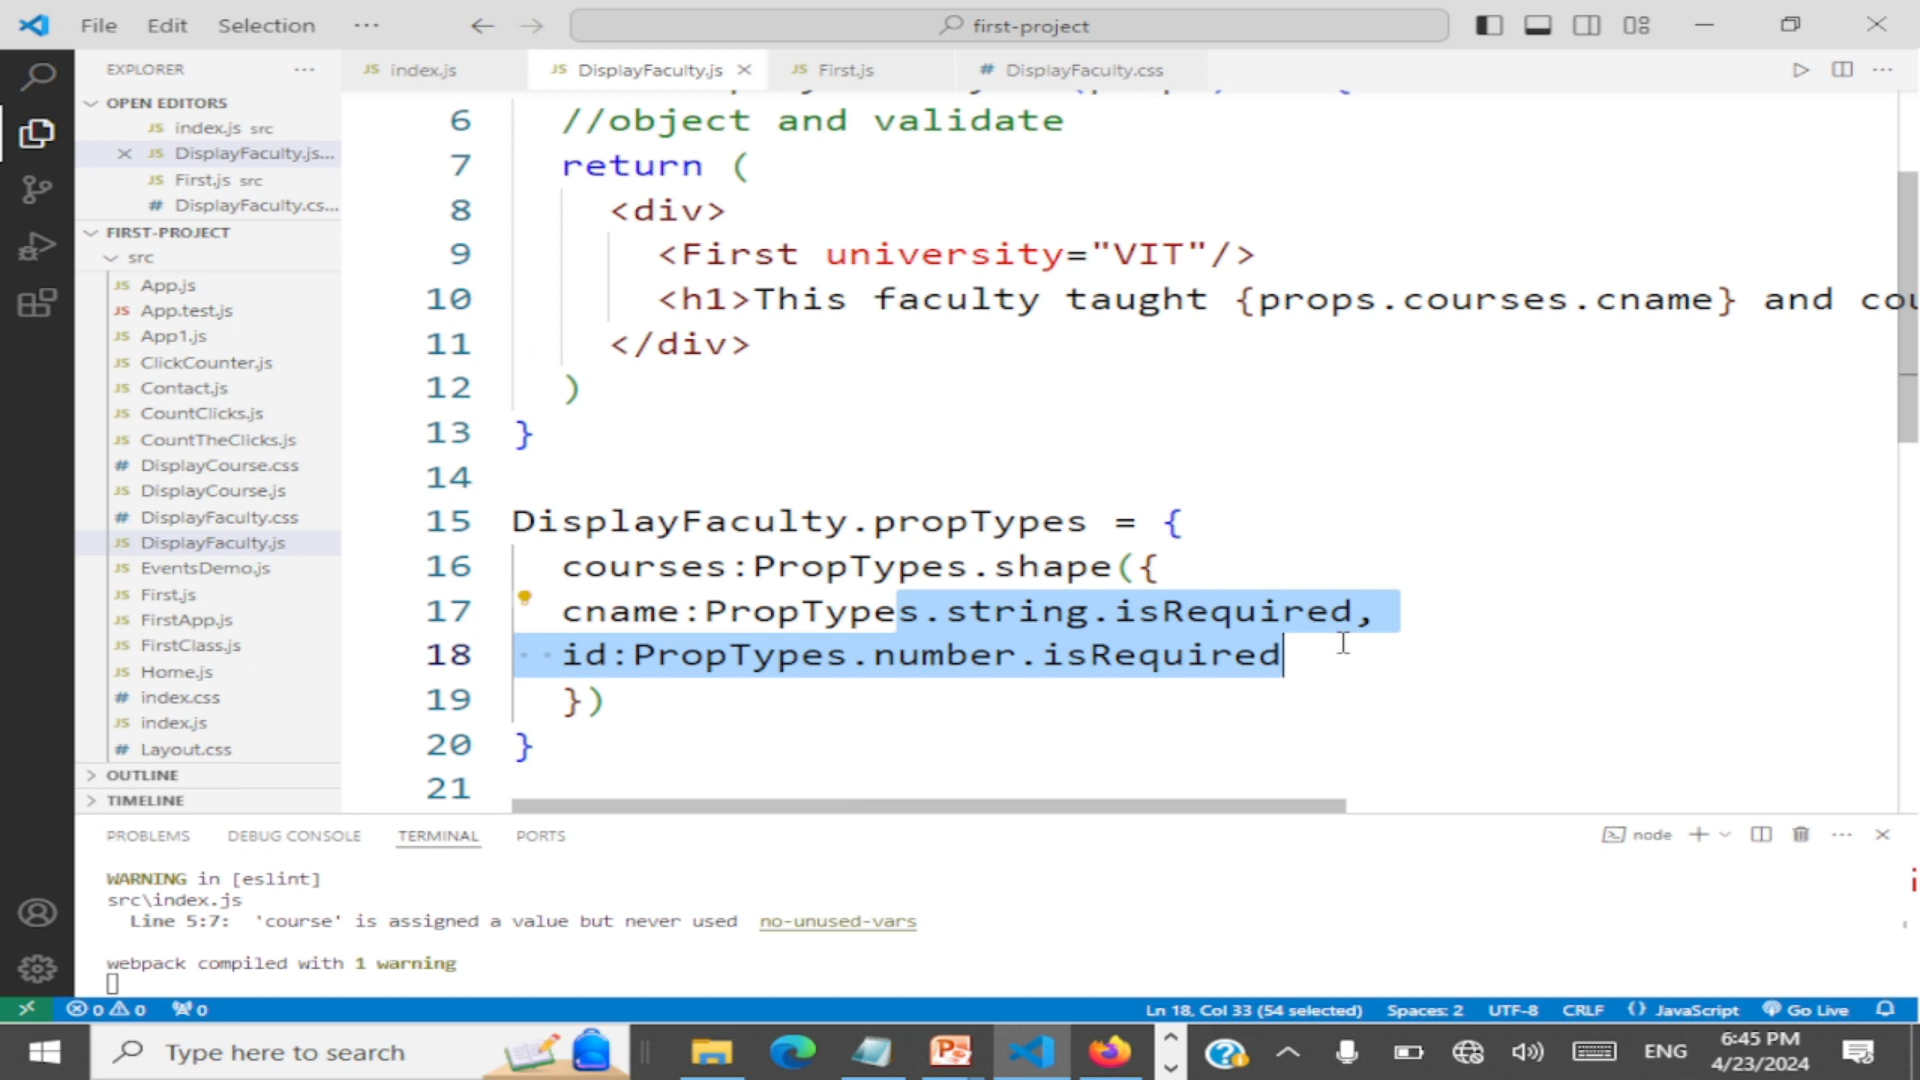 File Edit Selection ··· first-project
EXPLORER ···
index.js
DisplayFaculty.js
First.js
DisplayFaculty.css
OPEN EDITORS
index.js src
DisplayFaculty.js...
First.js src
DisplayFaculty.cs...
FIRST-PROJECT
src
App.js
App.test.js
App1.js
ClickCounter.js
Contact.js
CountClicks.js
CountTheClicks.js
DisplayCourse.css
DisplayCourse.js
DisplayFaculty.css
DisplayFaculty.js
EventsDemo.js
First.js
FirstApp.js
FirstClass.js
Home.js
index.css
index.js
Layout.css
OUTLINE
TIMELINE
6 //object and validate
7 return (
8 <div>
9 <First university="VIT"/>
10 <h1>This faculty taught {props.courses.cname} and cou
11 </div>
12 )
13 }
14
15 DisplayFaculty.propTypes = {
16 courses:PropTypes.shape({
17 cname:PropTypes.string.isRequired,
18 id:PropTypes.number.isRequired
19 })
20 }
21
PROBLEMS DEBUG CONSOLE TERMINAL PORTS
node
WARNING in [eslint]
src\index.js
Line 5:7: 'course' is assigned a value but never used no-unused-vars
webpack compiled with 1 warning
0 0 0 Ln 18, Col 33 (54 selected) Spaces: 2 UTF-8 CRLF {} JavaScript Go Live
Type here to search
ENG
6:45 PM
4/23/2024